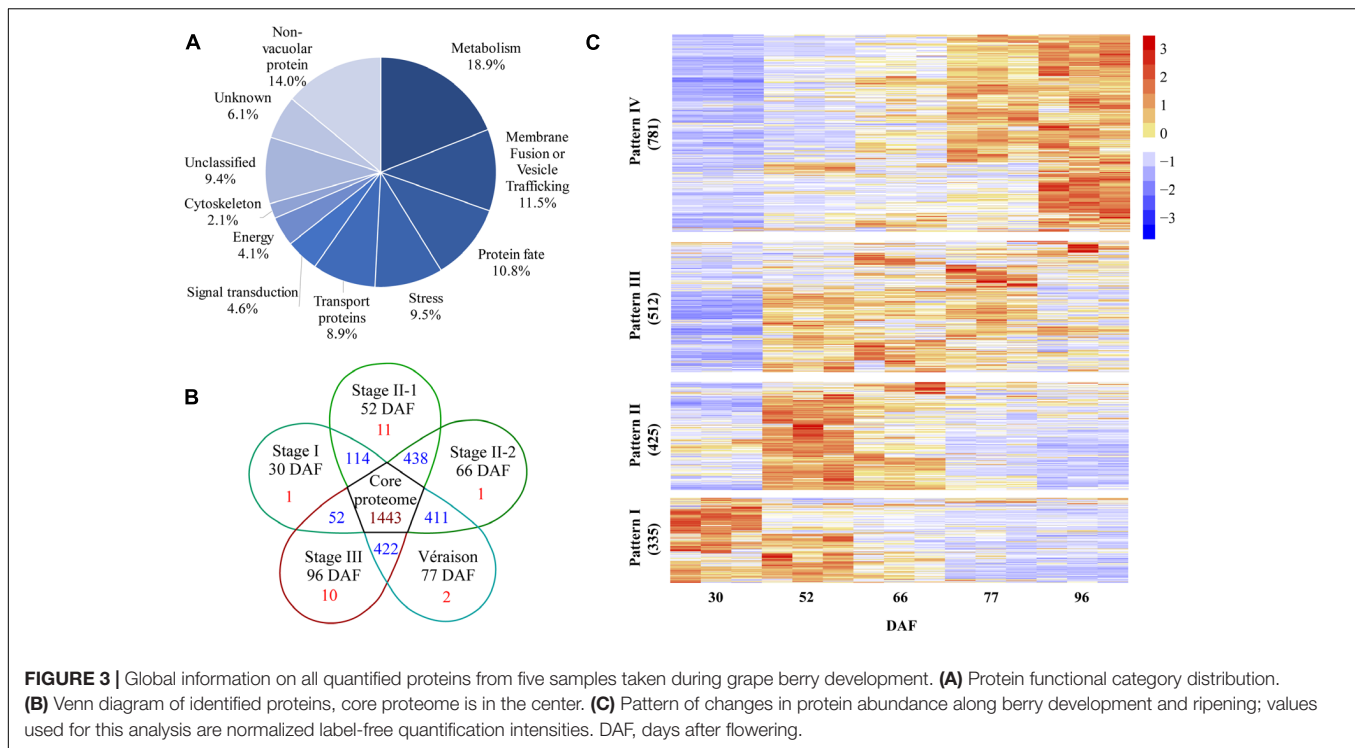 A
Non-
vacuolar
protein
14.0%
Metabolism
18.9%
Unknown
6.1%
Membrane
Fusion or
Vesicle
Trafficking
11.5%
Unclassified
9.4%
Cytoskeleton
2.1%
Energy
4.1%
Protein fate
10.8%
Signal transduction
4.6%
Transport
proteins
8.9%
Stress
9.5%
B
Stage II-1
52 DAF
11
Stage I
30 DAF
1
114
438
Stage II-2
66 DAF
1
Core
proteome
1443
52
411
422
Stage III
96 DAF
10
Véraison
77 DAF
2
C
Pattern IV
(781)
Pattern III
(512)
Pattern II
(425)
Pattern I
(335)
30 52 66 77 96
DAF
3
2
1
0
−1
−2
−3
FIGURE 3 | Global information on all quantified proteins from five samples taken during grape berry development. (A) Protein functional category distribution.
(B) Venn diagram of identified proteins, core proteome is in the center. (C) Pattern of changes in protein abundance along berry development and ripening; values
used for this analysis are normalized label-free quantification intensities. DAF, days after flowering.